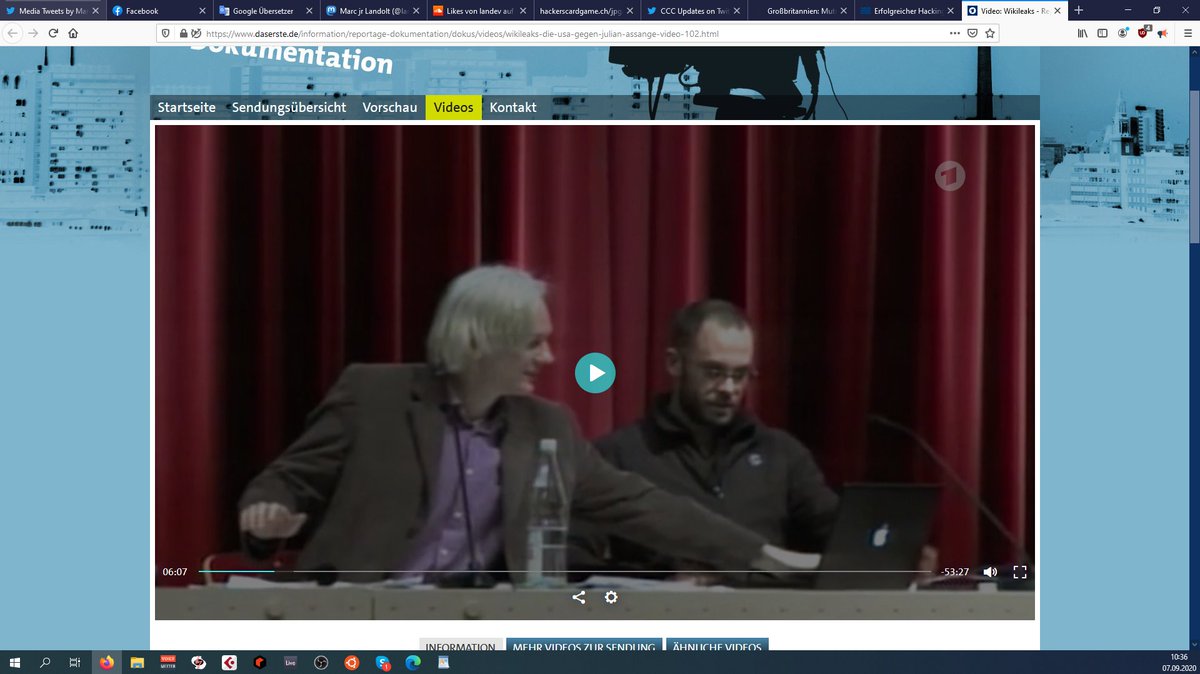 Media Tweets by Ma
Facebook
Google Übersetzer
Marc jr Landolt (@la
Likes von landev auf
hackerscardgame.ch/jpg
CCC Updates on Twi
Großbritannien: Mut
Erfolgreicher Hackin
Video: Wikileaks - Re
https://www.daserste.de/information/reportage-dokumentation/dokus/videos/wikileaks-die-usa-gegen-julian-assange-video-102.html
Dokumentation
Startseite
Sendungsübersicht
Vorschau
Videos
Kontakt
1
06:07
-53:27
INFORMATION
MEHR VIDEOS ZUR SENDUNG
ÄHNLICHE VIDEOS
Live
10:36
07.09.2020